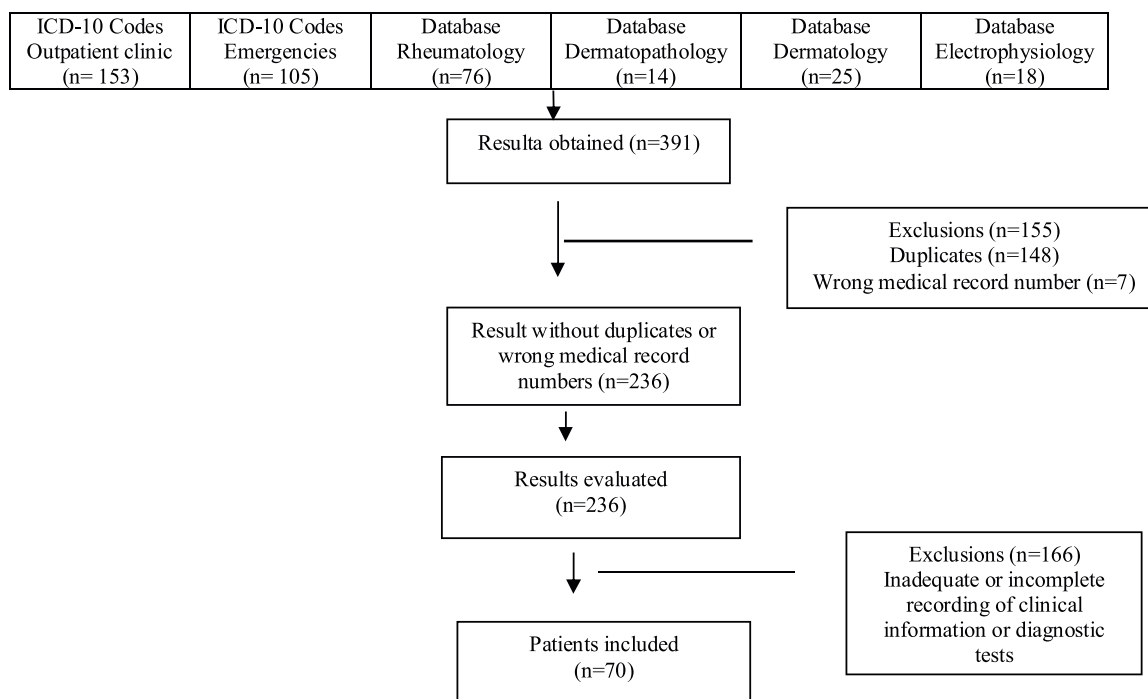 ICD-10 Codes
Outpatient clinic
(n= 153)
ICD-10 Codes
Emergencies
(n= 105)
Database
Rheumatology
(n=76)
Database
Dermatopathology
(n=14)
Database
Dermatology
(n=25)
Database
Electrophysiology
(n=18)
Resulta obtained (n=391)
Exclusions (n=155)
Duplicates (n=148)
Wrong medical record number (n=7)
Result without duplicates or
wrong medical record
numbers (n=236)
Results evaluated
(n=236)
Exclusions (n=166)
Inadequate or incomplete
recording of clinical
information or diagnostic
tests
Patients included
(n=70)